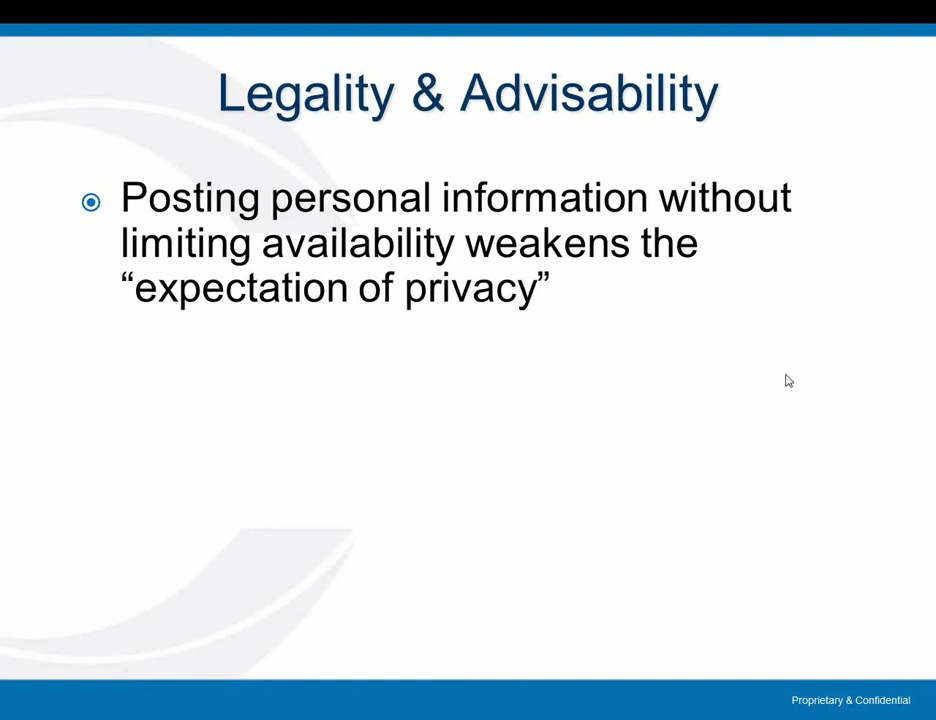 Legality & Advisability
Posting personal information without
limiting availability weakens the
“expectation of privacy”
Proprietary & Confidential